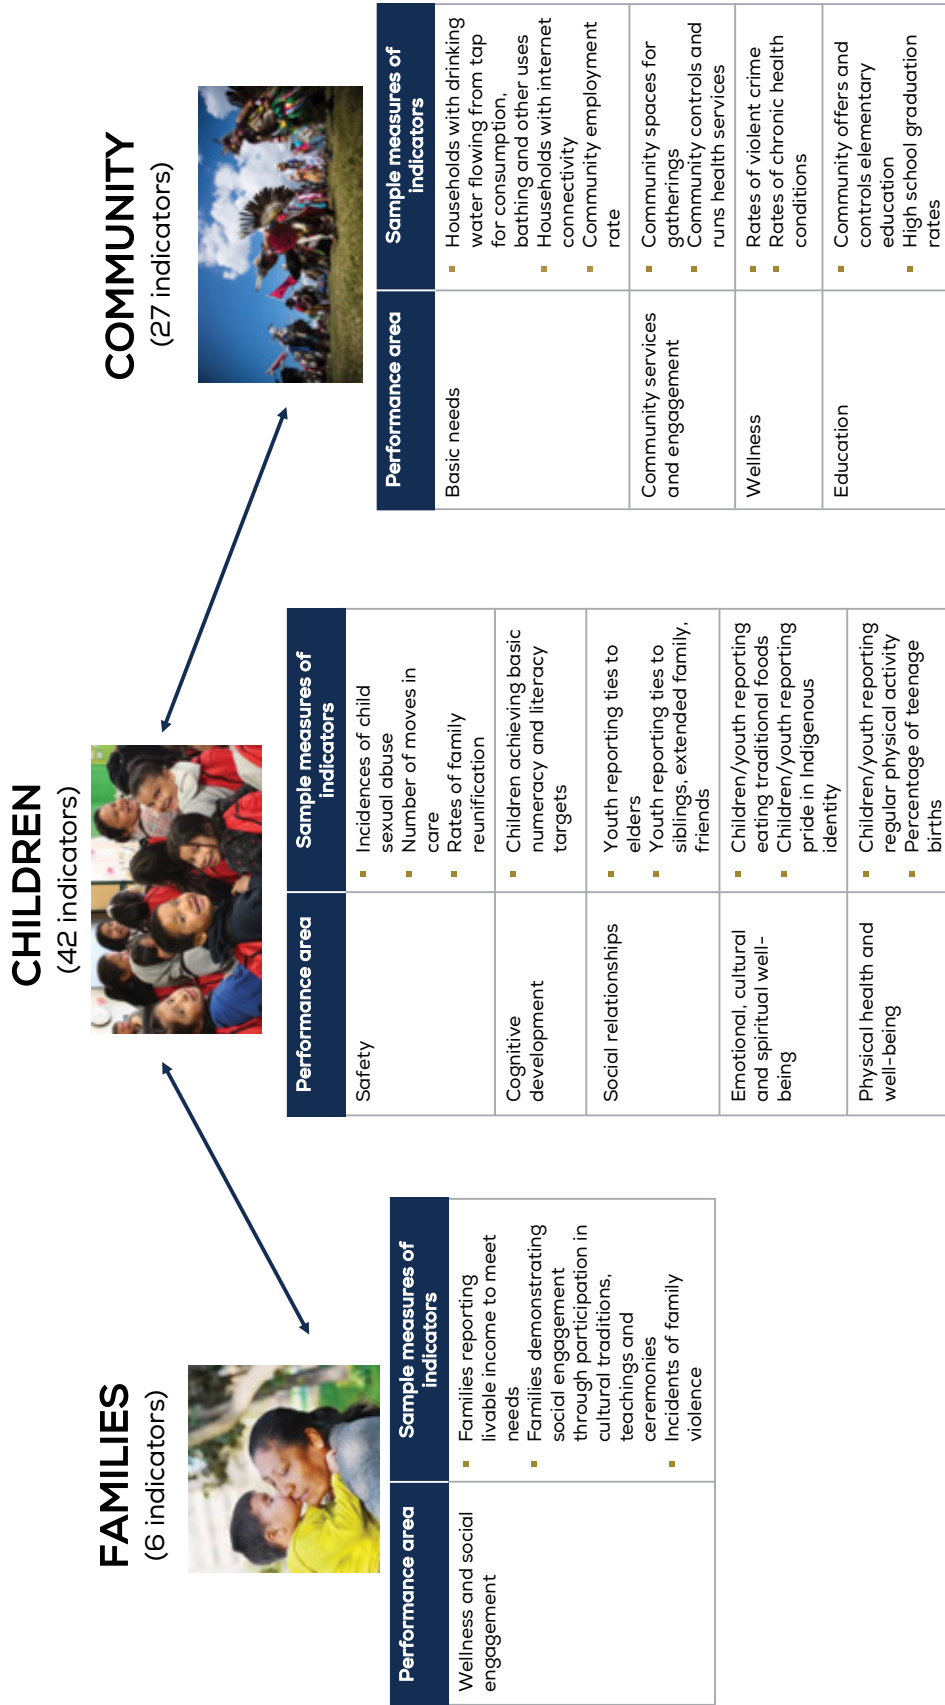 FAMILIES
(6 indicators)
Performance area
Sample measures of
indicators
Wellness and social
engagement
▪ Families reporting
livable income to meet
needs
▪ Families demonstrating
social engagement
through participation in
cultural traditions,
teachings and
ceremonies
▪ Incidents of family
violence
CHILDREN
(42 indicators)
Performance area
Sample measures of
indicators
Safety
▪ Incidences of child
sexual abuse
▪ Number of moves in
care
▪ Rates of family
reunification
Cognitive
development
▪ Children achieving basic
numeracy and literacy
targets
Social relationships
▪ Youth reporting ties to
elders
▪ Youth reporting ties to
siblings, extended family,
friends
Emotional, cultural
and spiritual well-
being
▪ Children/youth reporting
eating traditional foods
▪ Children/youth reporting
pride in Indigenous
identity
Physical health and
well-being
▪ Children/youth reporting
regular physical activity
▪ Percentage of teenage
births
COMMUNITY
(27 indicators)
Performance area
Sample measures of
indicators
Basic needs
▪ Households with drinking
water flowing from tap
for consumption,
bathing and other uses
▪ Households with internet
connectivity
▪ Community employment
rate
Community services
and engagement
▪ Community spaces for
gatherings
▪ Community controls and
runs health services
Wellness
▪ Rates of violent crime
▪ Rates of chronic health
conditions
Education
▪ Community offers and
controls elementary
education
▪ High school graduation
rates